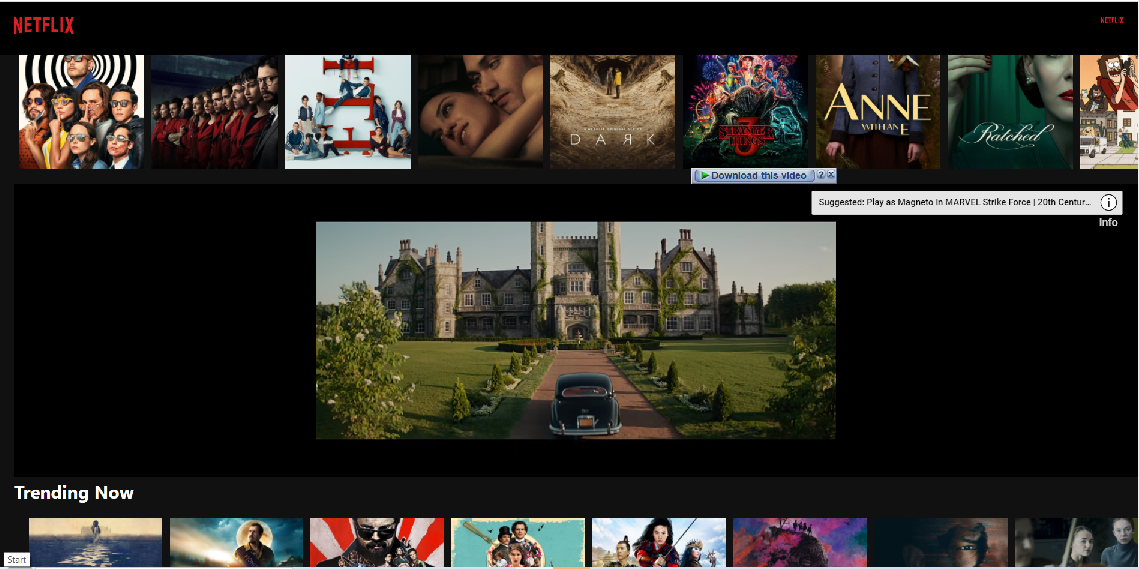 NETFLIX
NETFLIX
DARK
STRANGER
THINGS
3
ANNE
WITH AN E
Ratched
Download this video
?
X
Suggested: Play as Magneto in MARVEL Strike Force | 20th Centur...
i
Info
Trending Now
Start